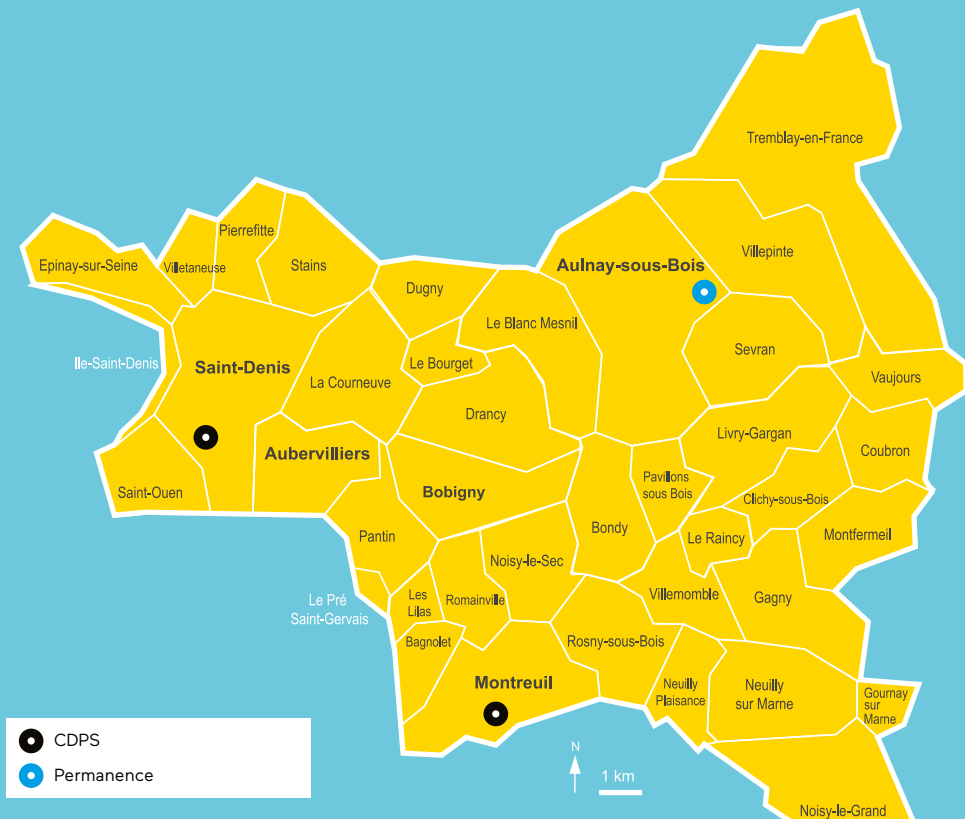 Tremblay-en-France
Pierrefitte
Villepinte
Epinay-sur-Seine
Villetaneuse
Stains
Aulnay-sous-Bois
Dugny
Le Blanc Mesnil
Sevran
Ile-Saint-Denis
Saint-Denis
Le Bourget
La Courneuve
Vaujours
Drancy
Livry-Gargan
Coubron
Aubervilliers
Saint-Ouen
Bobigny
Pavillons
sous Bois
Clichy-sous-Bois
Pantin
Bondy
Le Raincy
Montfermeil
Noisy-le-Sec
Le Pré
Saint-Gervais
Les
Lilas
Romainville
Villemomble
Gagny
Bagnolet
Rosny-sous-Bois
Montreuil
Neuilly
Plaisance
Neuilly
sur Marne
Gournay
sur
Marne
CDPS
Permanence
N
1 km
Noisy-le-Grand